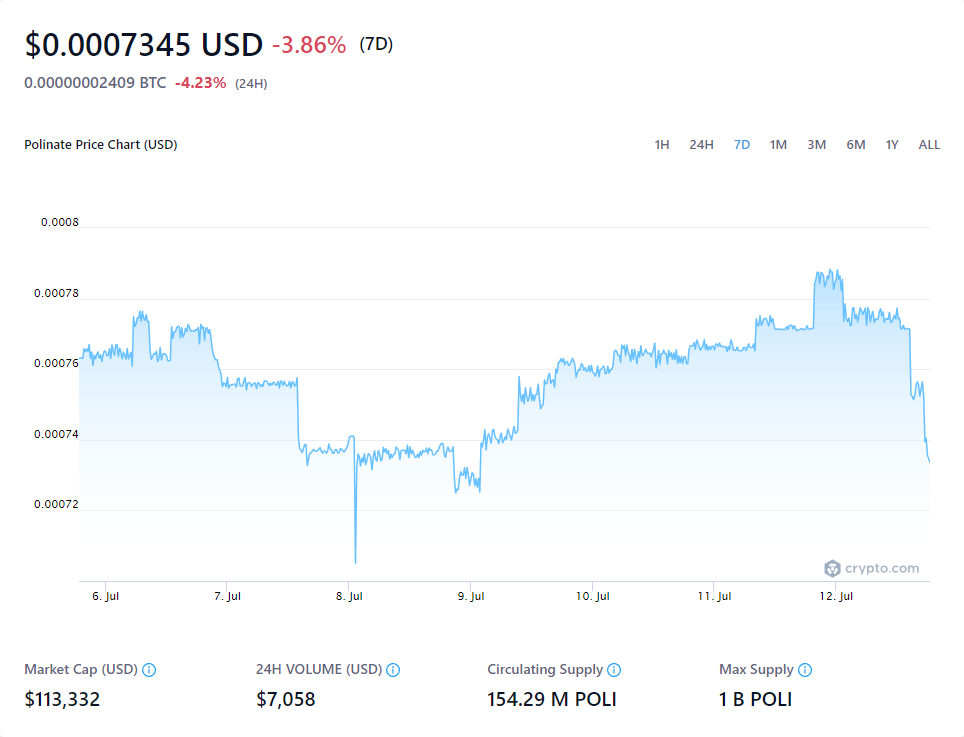 $0.0007345 USD -3.86% (7D)
0.00000002409 BTC -4.23% (24H)
Polinate Price Chart (USD) 1H 24H 7D 1M 3M 6M 1Y ALL
0.0008
0.00078
0.00076
0.00074
0.00072
crypto.com
6. Jul 7. Jul 8. Jul 9. Jul 10. Jul 11. Jul 12. Jul
Market Cap (USD) 24H VOLUME (USD) Circulating Supply Max Supply
$113,332 $7,058 154.29 M POLI 1 B POLI